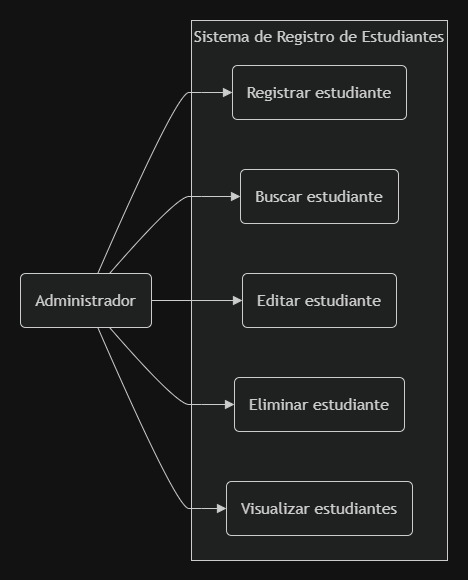 Sistema de Registro de Estudiantes
Registrar estudiante
Buscar estudiante
Administrador
Editar estudiante
Eliminar estudiante
Visualizar estudiantes